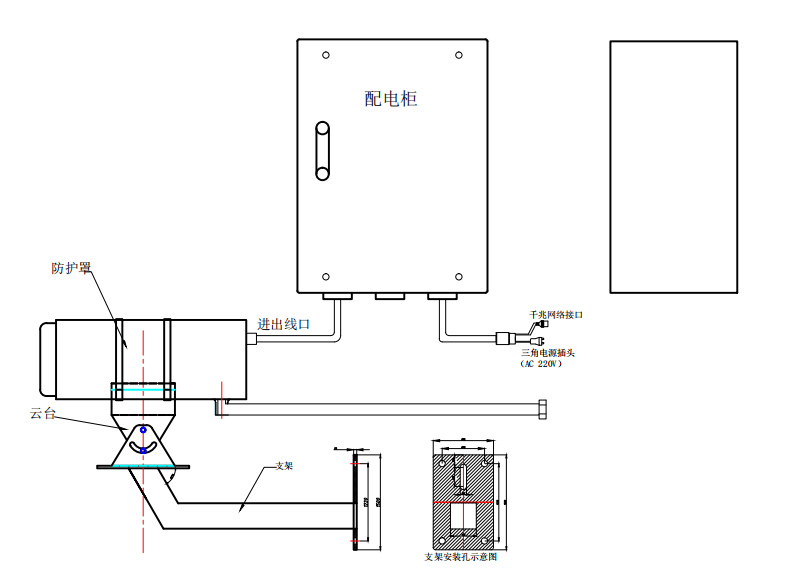 配电柜
防护罩
进出线口
千兆网络接口
三角电源插头
（AC 220V）
云台
支架
支架安装孔示意图